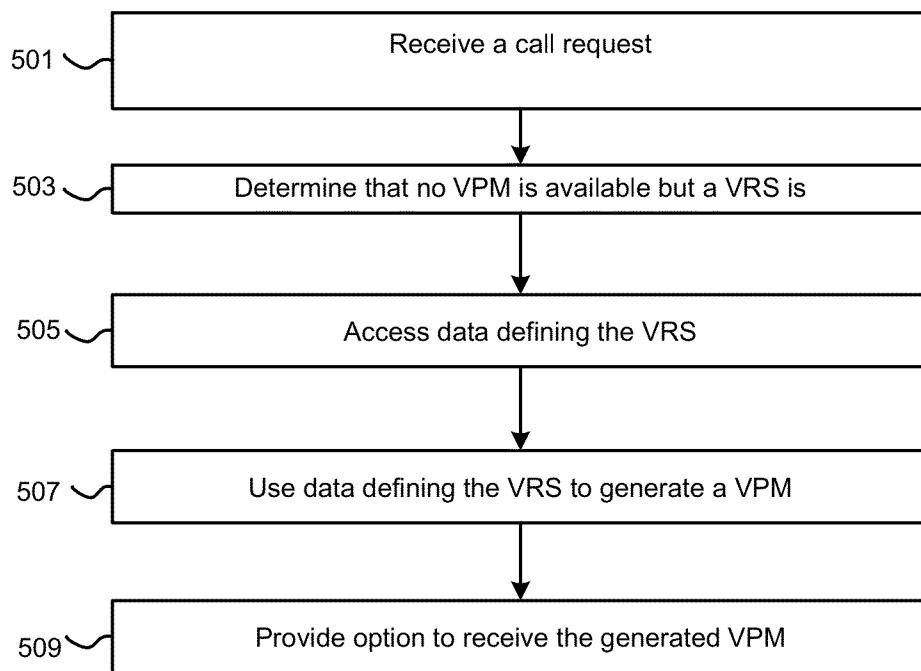 501
Receive a call request
503
Determine that no VPM is available but a VRS is
505
Access data defining the VRS
507
Use data defining the VRS to generate a VPM
509
Provide option to receive the generated VPM